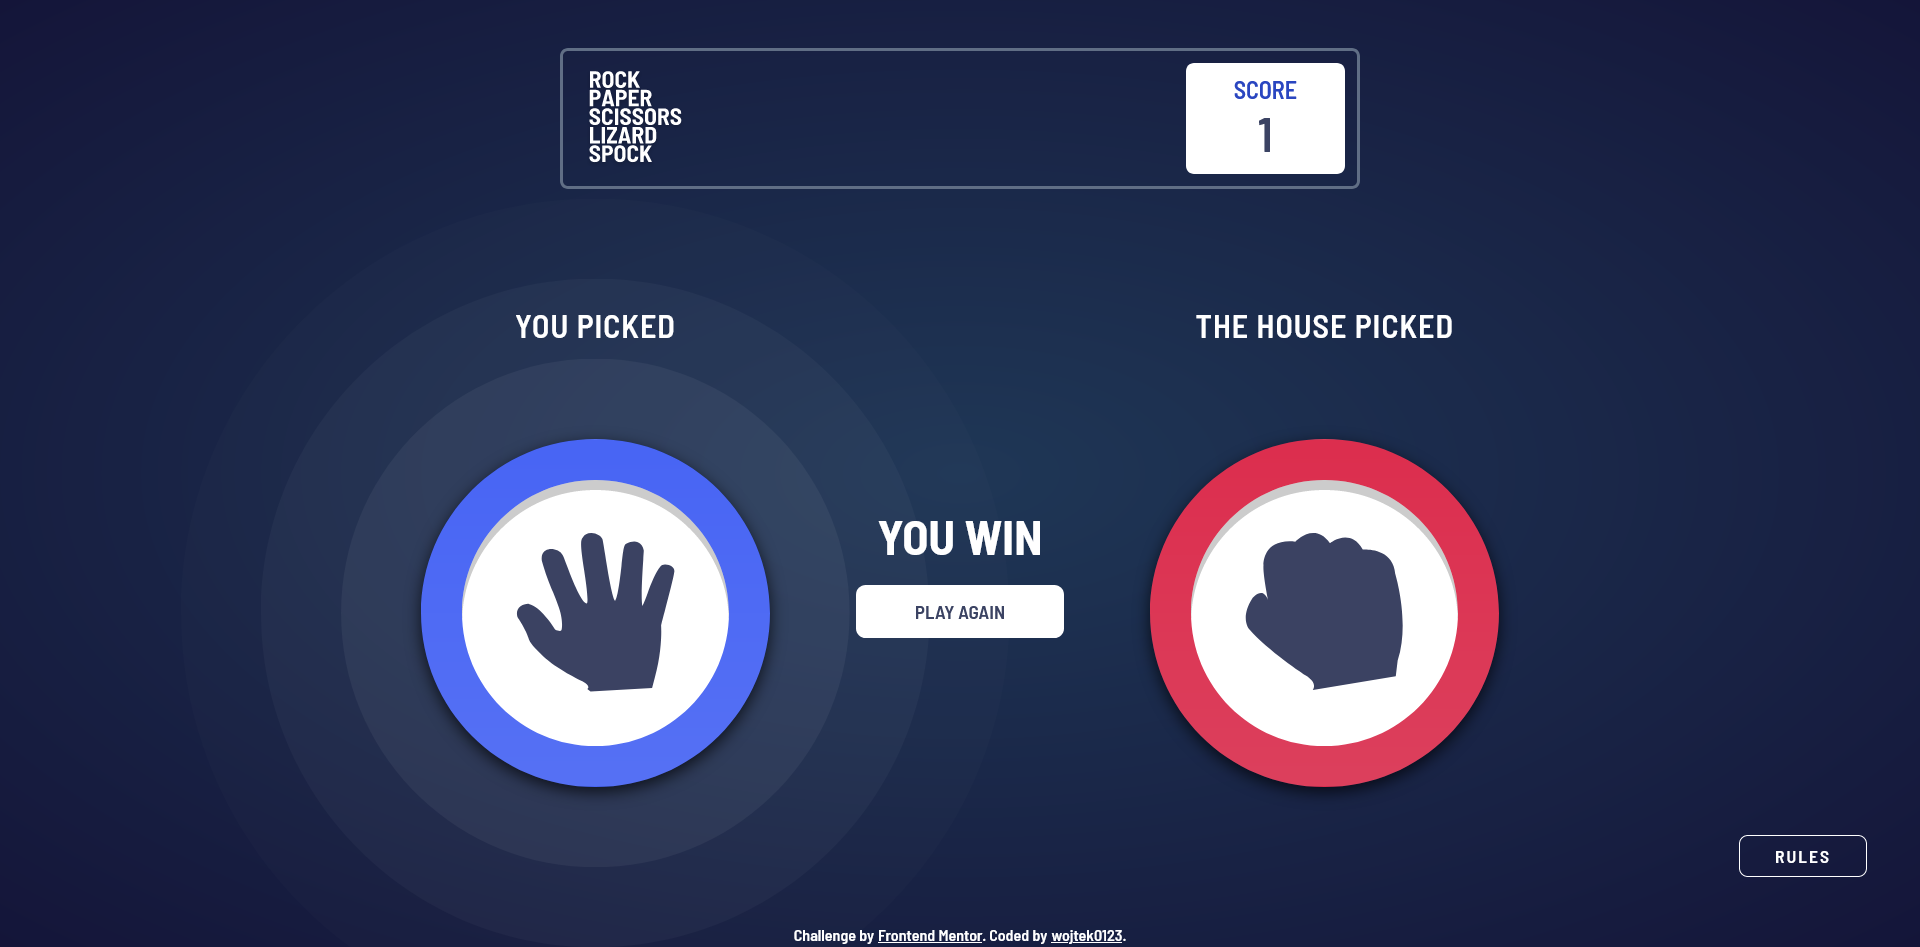 ROCK
PAPER
SCISSORS
LIZARD
SPOCK
SCORE
1
YOU PICKED
THE HOUSE PICKED
YOU WIN
PLAY AGAIN
RULES
Challenge by Frontend Mentor. Coded by wojtek0123.